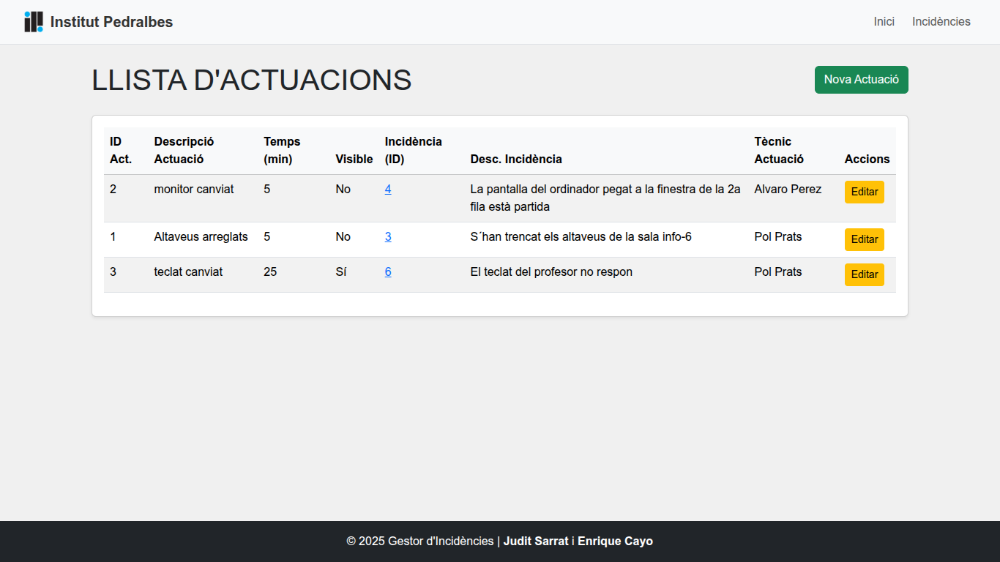 Institut Pedralbes
Inici Incidències
LLISTA D'ACTUACIONS
Nova Actuació
ID Act. Descripció Actuació Temps (min) Visible Incidència (ID) Desc. Incidència Tècnic Actuació Accions
2 monitor canviat 5 No 4 La pantalla del ordinador pegat a la finestra de la 2a fila està partida Alvaro Perez Editar
1 Altaveus arreglats 5 No 3 S´han trencat els altaveus de la sala info-6 Pol Prats Editar
3 teclat canviat 25 Sí 6 El teclat del profesor no respon Pol Prats Editar
© 2025 Gestor d'Incidències | Judit Sarrat i Enrique Cayo